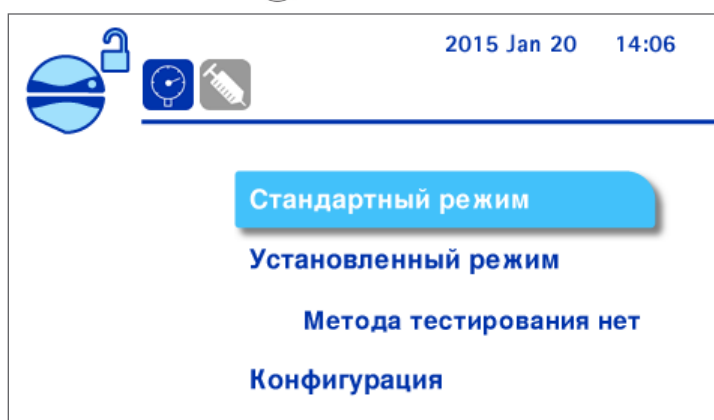 2015 Jan 20 14:06
Стандартный режим
Установленный режим
Метода тестирования нет
Конфигурация